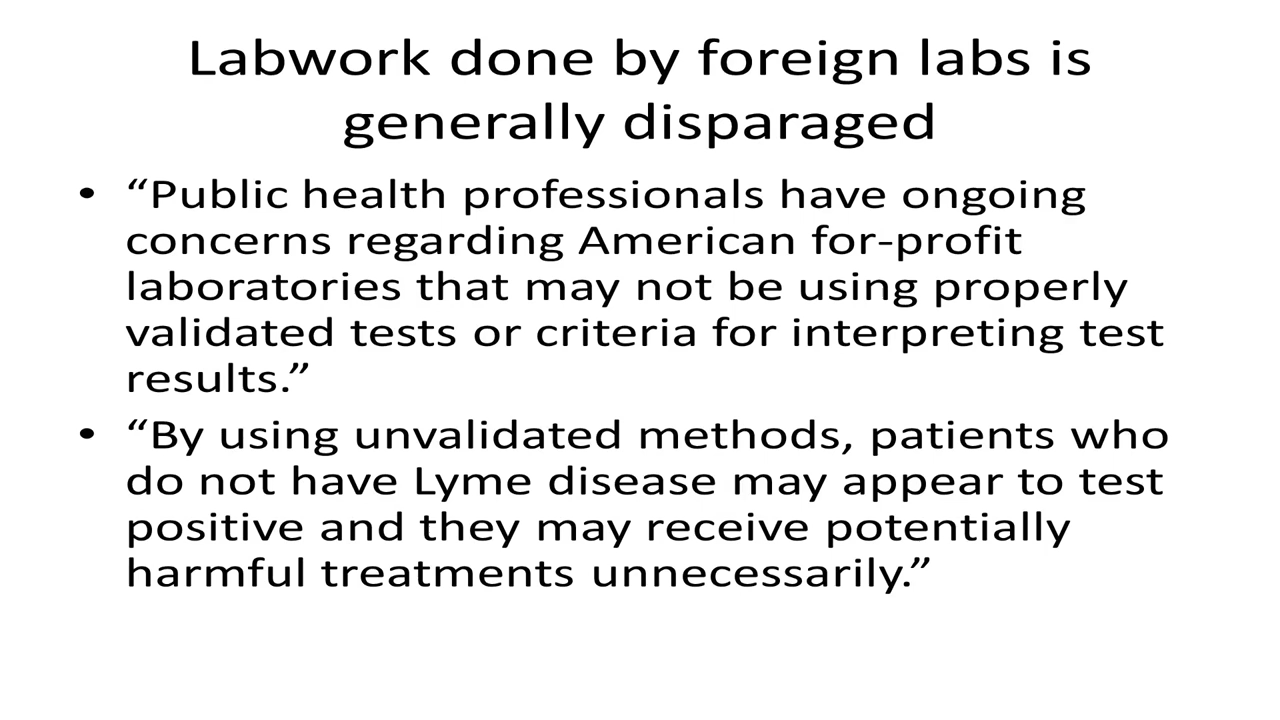 Labwork done by foreign labs is
generally disparaged
• “Public health professionals have ongoing
concerns regarding American for-profit
laboratories that may not be using properly
validated tests or criteria for interpreting test
results.”
• “By using unvalidated methods, patients who
do not have Lyme disease may appear to test
positive and they may receive potentially
harmful treatments unnecessarily.”